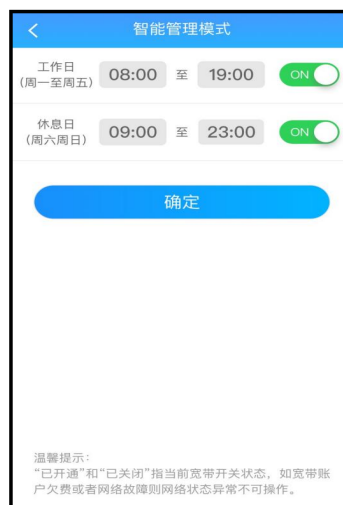 智能管理模式
工作日
(周一至周五) 08:00 至 19:00 ON
休息日
(周六周日) 09:00 至 23:00 ON
确定
温馨提示：
“已开通”和“已关闭”指当前宽带开关状态，如宽带账
户欠费或者网络故障则网络状态异常不可操作。